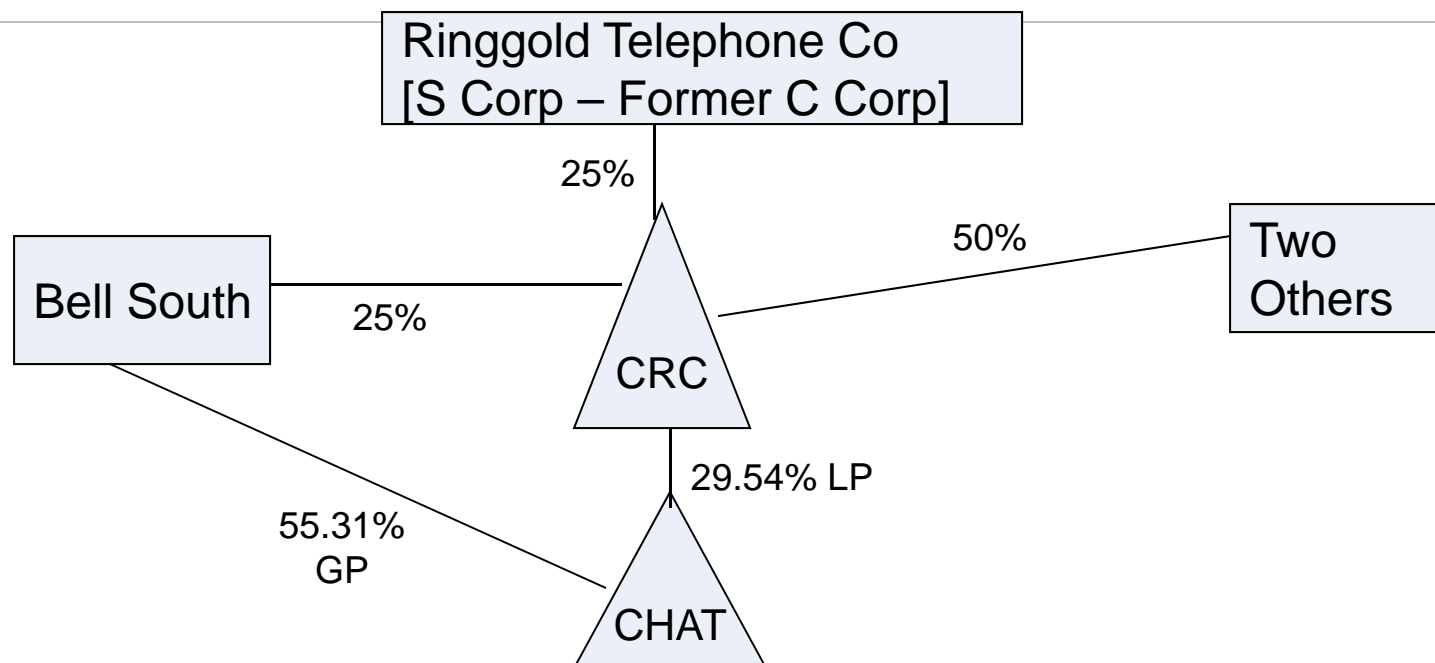 Ringgold Telephone Co
[S Corp – Former C Corp]
25%
50%
Two
Others
Bell South
25%
CRC
29.54% LP
55.31%
GP
CHAT